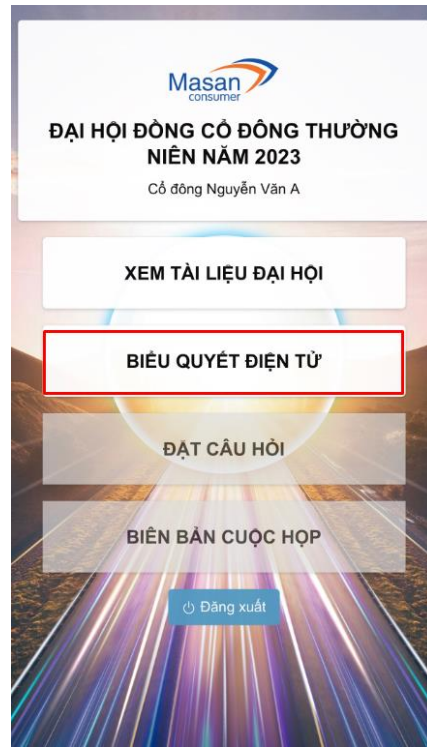 Masan
consumer
ĐẠI HỘI ĐỒNG CỔ ĐÔNG THƯỜNG
NIÊN NĂM 2023
Cổ đông Nguyễn Văn A
XEM TÀI LIỆU ĐẠI HỘI
BIỂU QUYẾT ĐIỆN TỬ
ĐẶT CÂU HỎI
BIÊN BẢN CUỘC HỌP
Đăng xuất